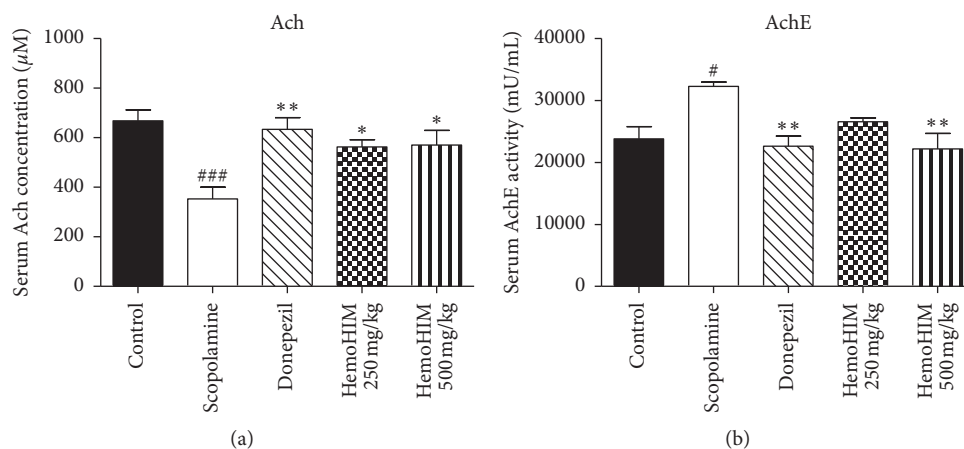 Ach
Serum Ach concentration (µM)
1000
800
600
400
200
0
###
**
*
*
Control
Scopolamine
Donepezil
HemoHIM
250 mg/kg
HemoHIM
500 mg/kg
(a)
AchE
Serum AchE activity (mU/mL)
40000
30000
20000
10000
0
#
**
**
Control
Scopolamine
Donepezil
HemoHIM
250 mg/kg
HemoHIM
500 mg/kg
(b)